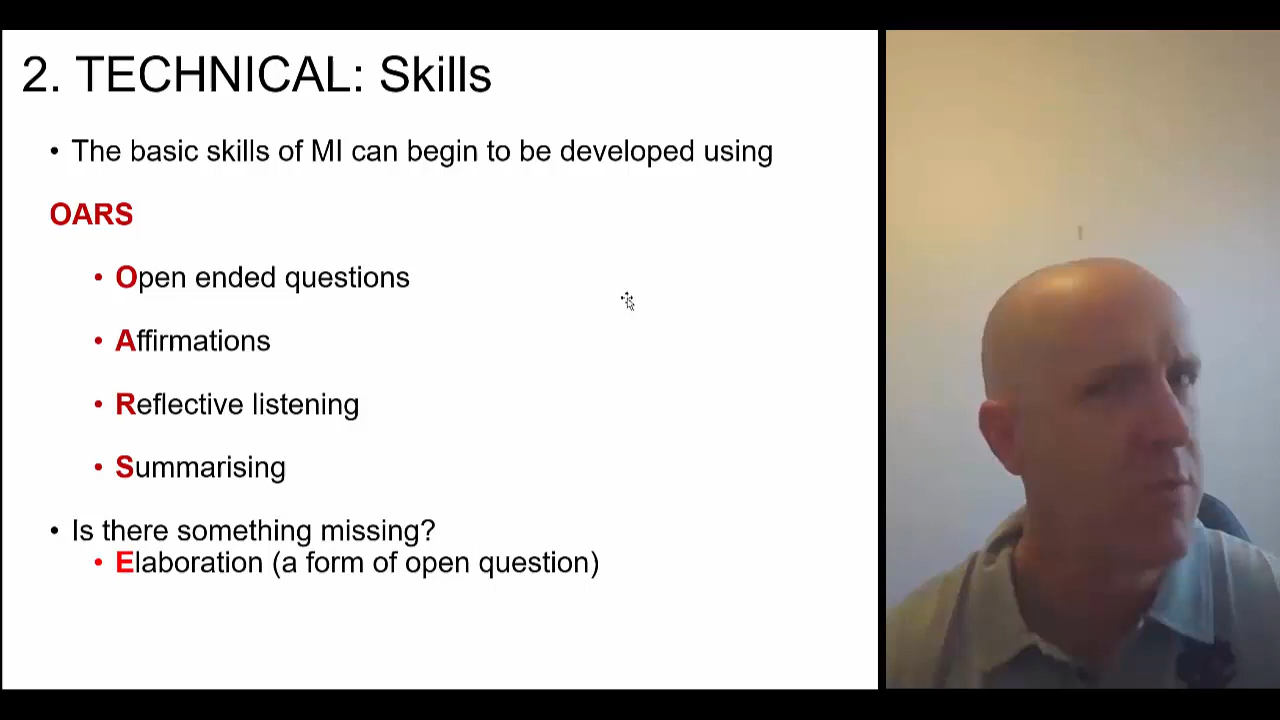 2. TECHNICAL: Skills
• The basic skills of MI can begin to be developed using
OARS
• Open ended questions
• Affirmations
• Reflective listening
• Summarising
• Is there something missing?
• Elaboration (a form of open question)